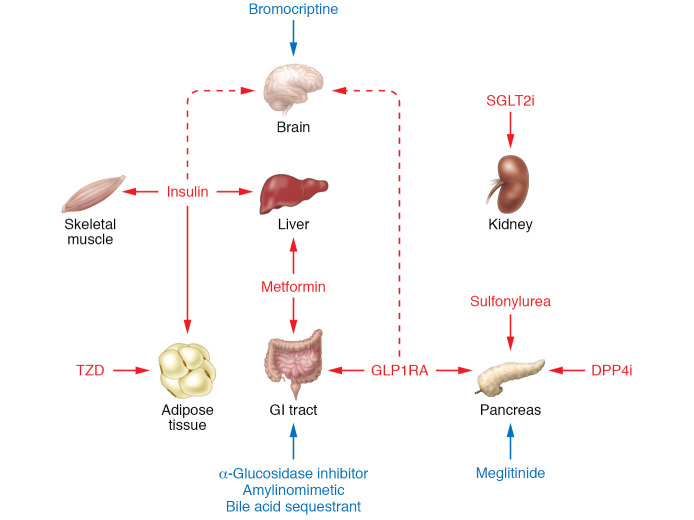 Bromocriptine
Brain
SGLT2i
Skeletal
muscle
Insulin
Liver
Kidney
Metformin
Sulfonylurea
TZD
Adipose
tissue
GI tract
GLP1RA
Pancreas
DPP4i
α-Glucosidase inhibitor
Amylinomimetic
Bile acid sequestrant
Meglitinide